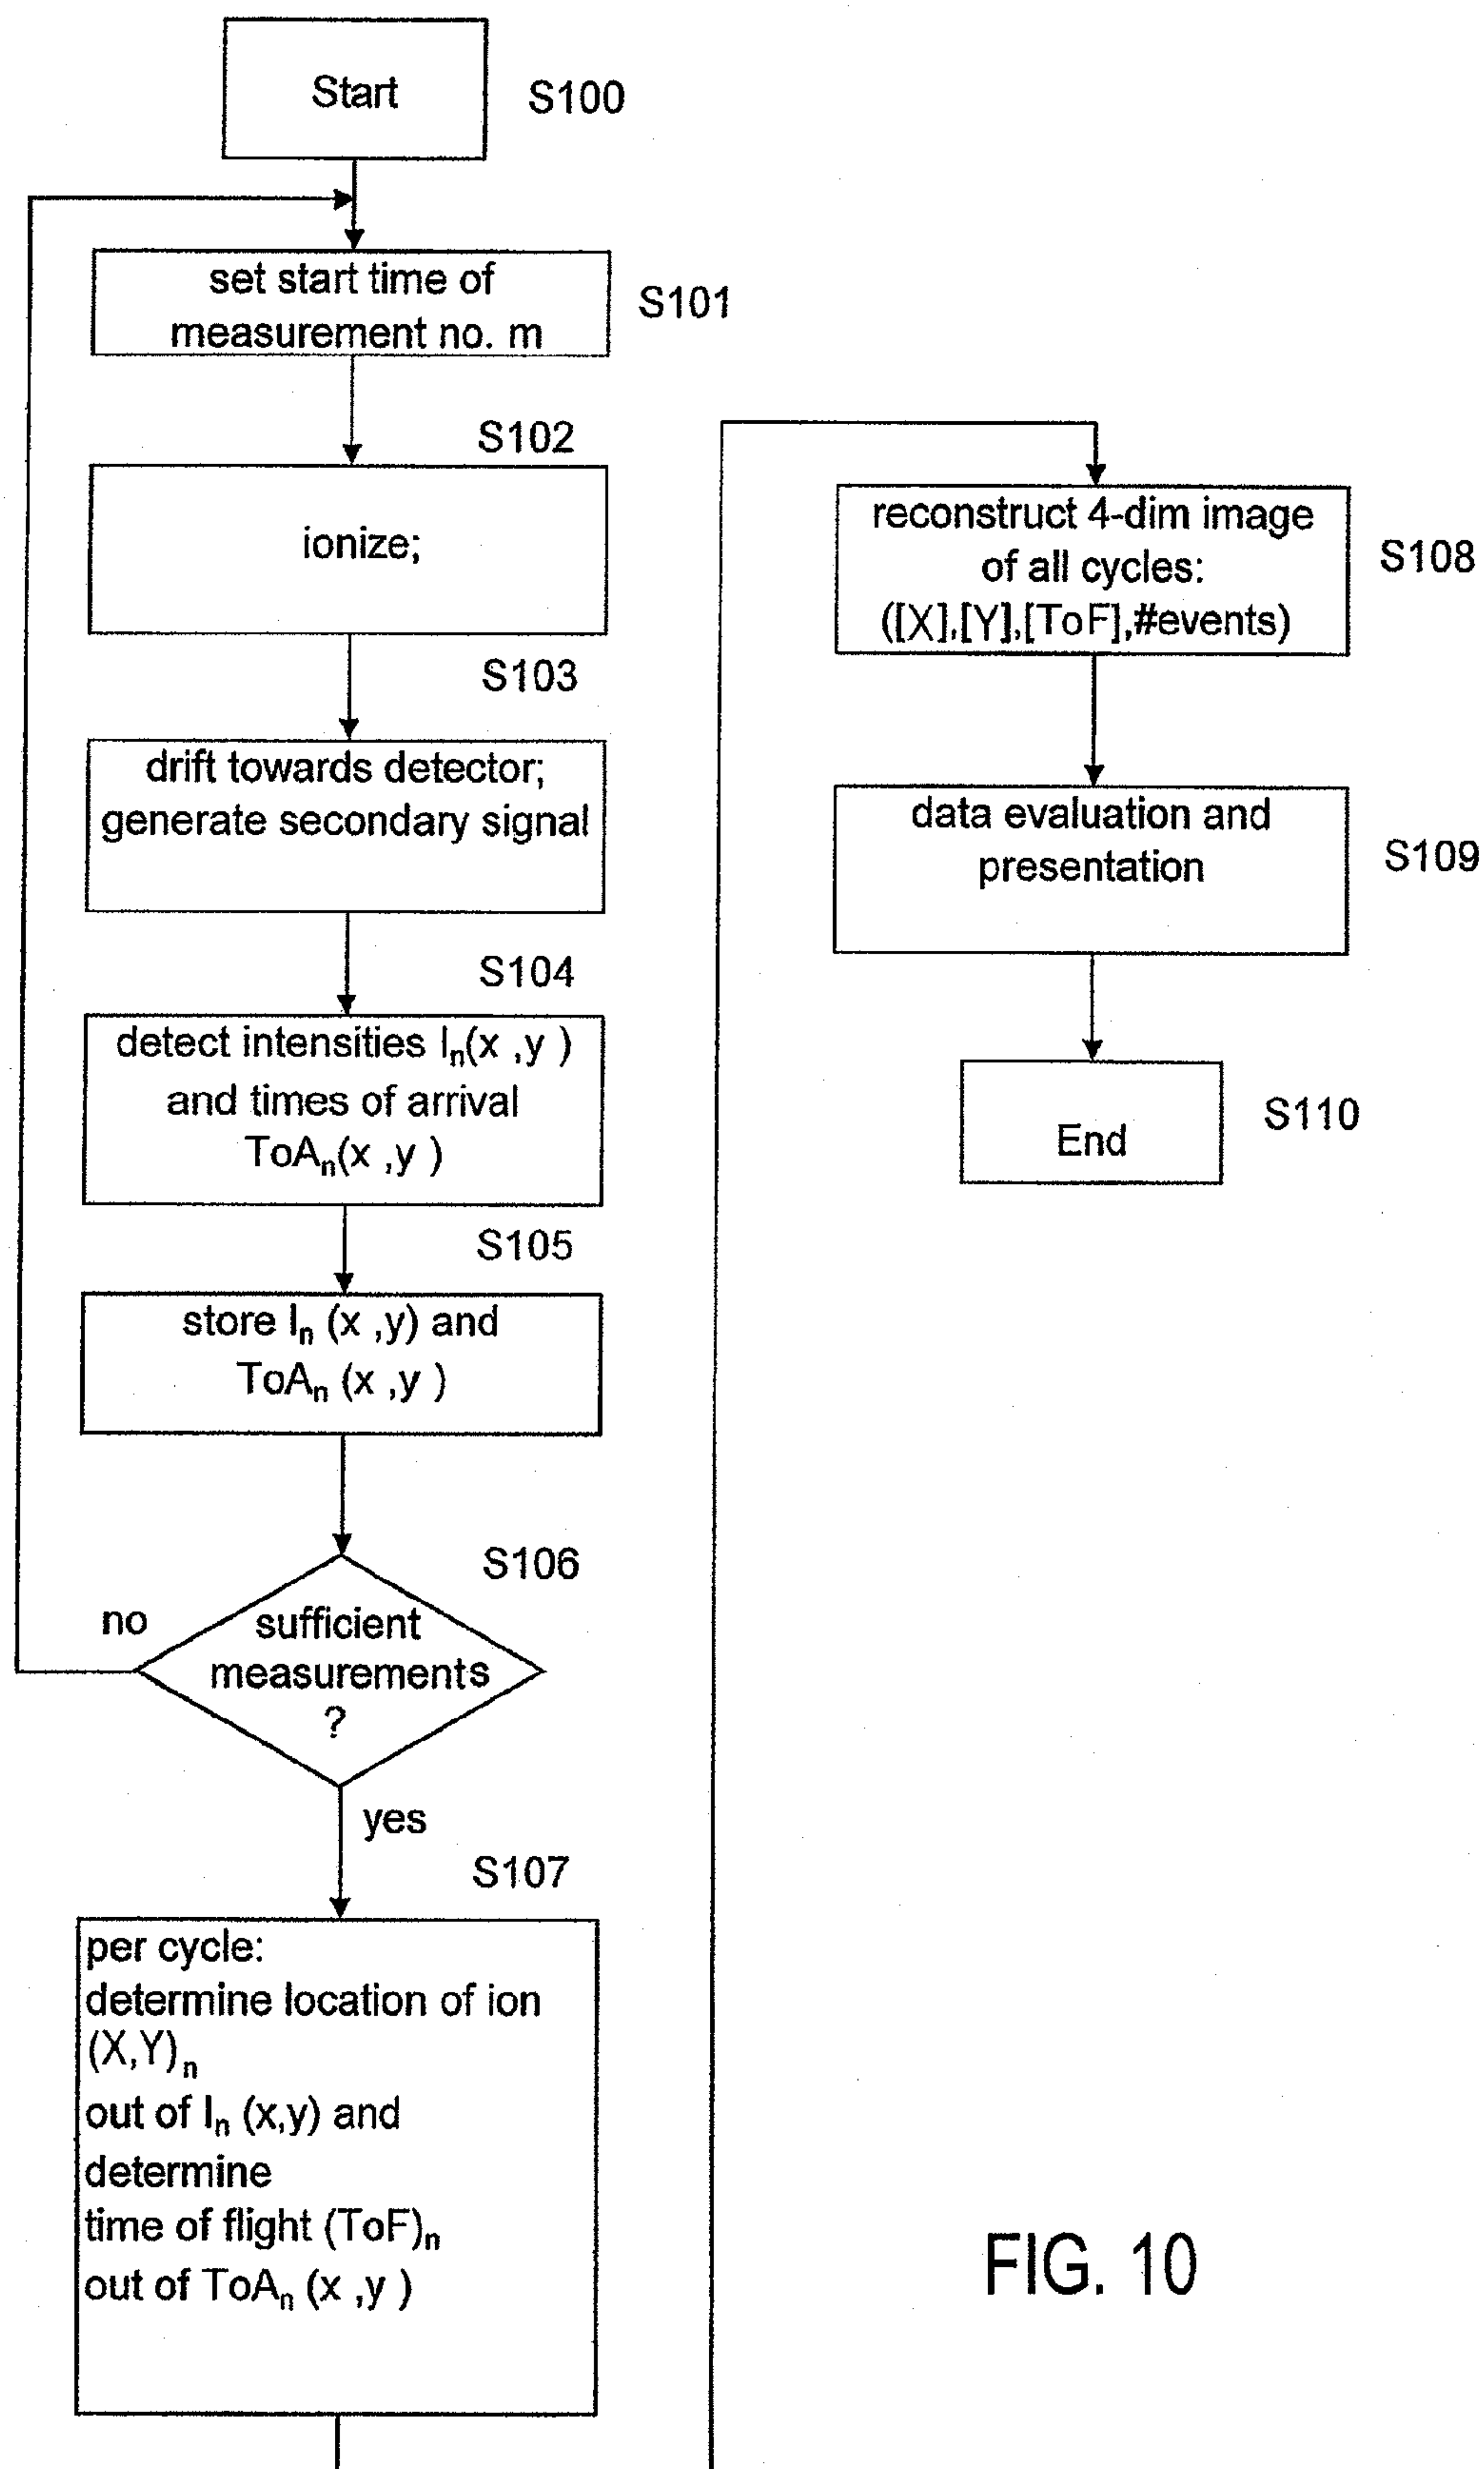 Start
S100
set start time of
measurement no. m
S101
S102
ionize;
S103
drift towards detector;
generate secondary signal
S104
detect intensities Iₙ(x ,y )
and times of arrival
ToAₙ(x ,y )
S105
store Iₙ (x ,y) and
ToAₙ (x ,y )
S106
no
sufficient
measurements
?
yes
S107
per cycle:
determine location of ion
(X,Y)ₙ
out of Iₙ (x,y) and
determine
time of flight (ToF)ₙ
out of ToAₙ (x ,y )
reconstruct 4-dim image
of all cycles:
([X],[Y],[ToF],#events)
S108
data evaluation and
presentation
S109
End
S110
FIG. 10